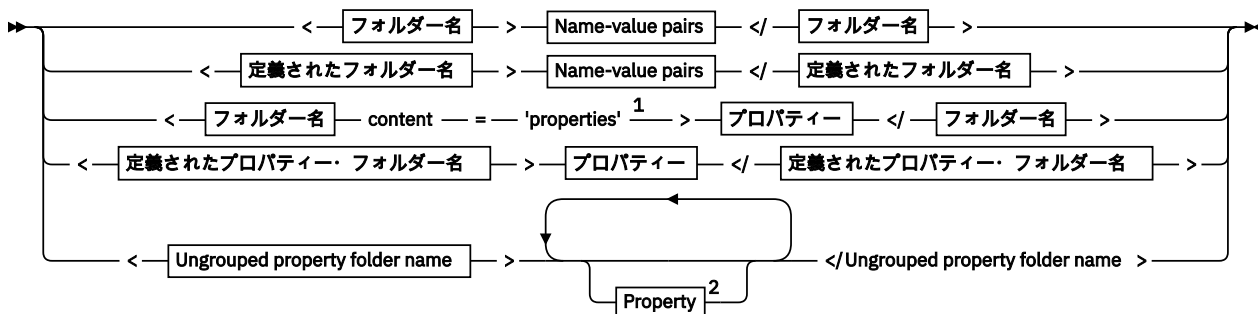 < フォルダー名 > Name-value pairs </ フォルダー名 >
< 定義されたフォルダー名 > Name-value pairs </ 定義されたフォルダー名 >
< フォルダー名 content = 'properties' 1 > プロパティー </ フォルダー名 >
< 定義されたプロパティー・フォルダー名 > プロパティー </ 定義されたプロパティー・フォルダー名 >
< Ungrouped property folder name > </ Ungrouped property folder name >
Property 2